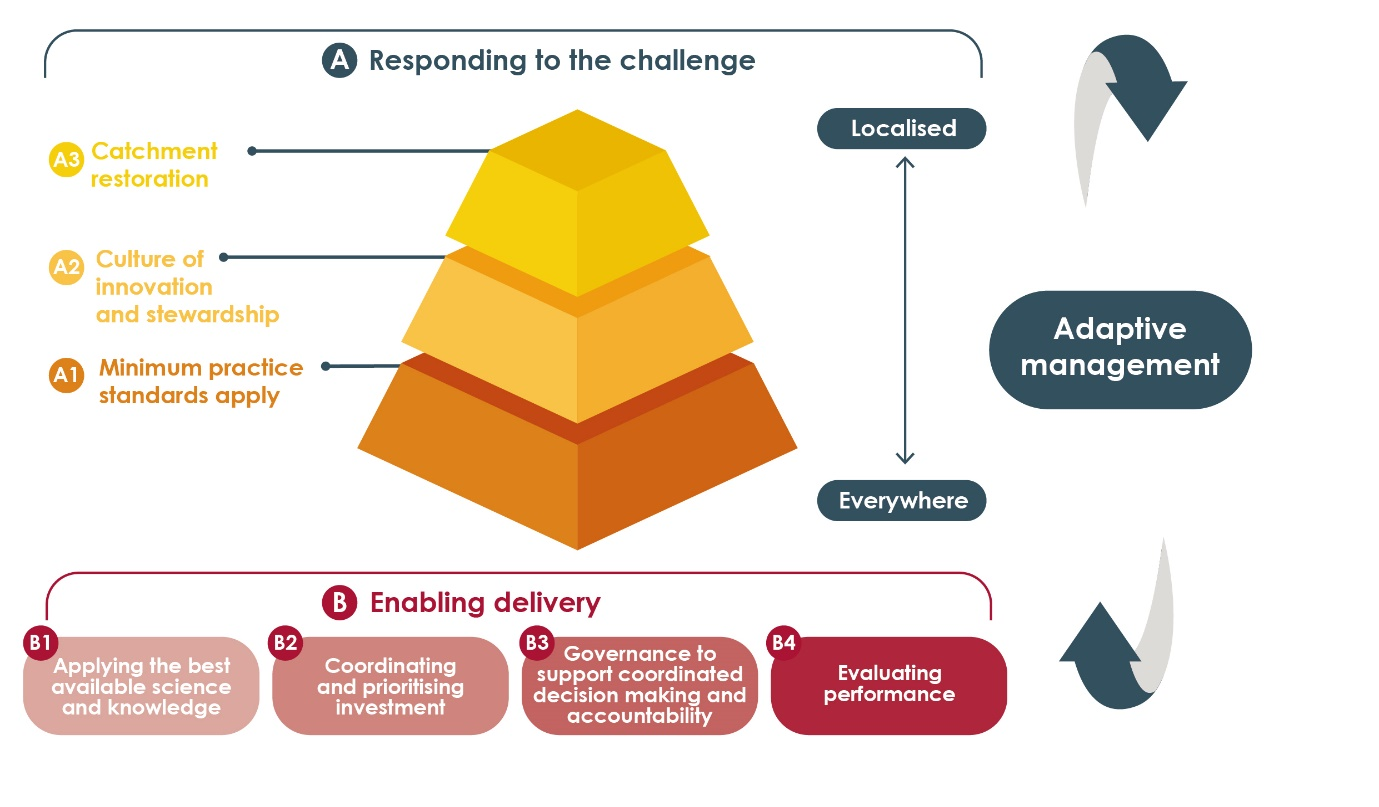 A Responding to the challenge
A3 Catchment
restoration
A2 Culture of
innovation
and stewardship
A1 Minimum practice
standards apply
Localised
Everywhere
Adaptive
management
B Enabling delivery
B1
Applying the best
available science
and knowledge
B2
Coordinating
and prioritising
investment
B3
Governance to
support coordinated
decision making and
accountability
B4
Evaluating
performance